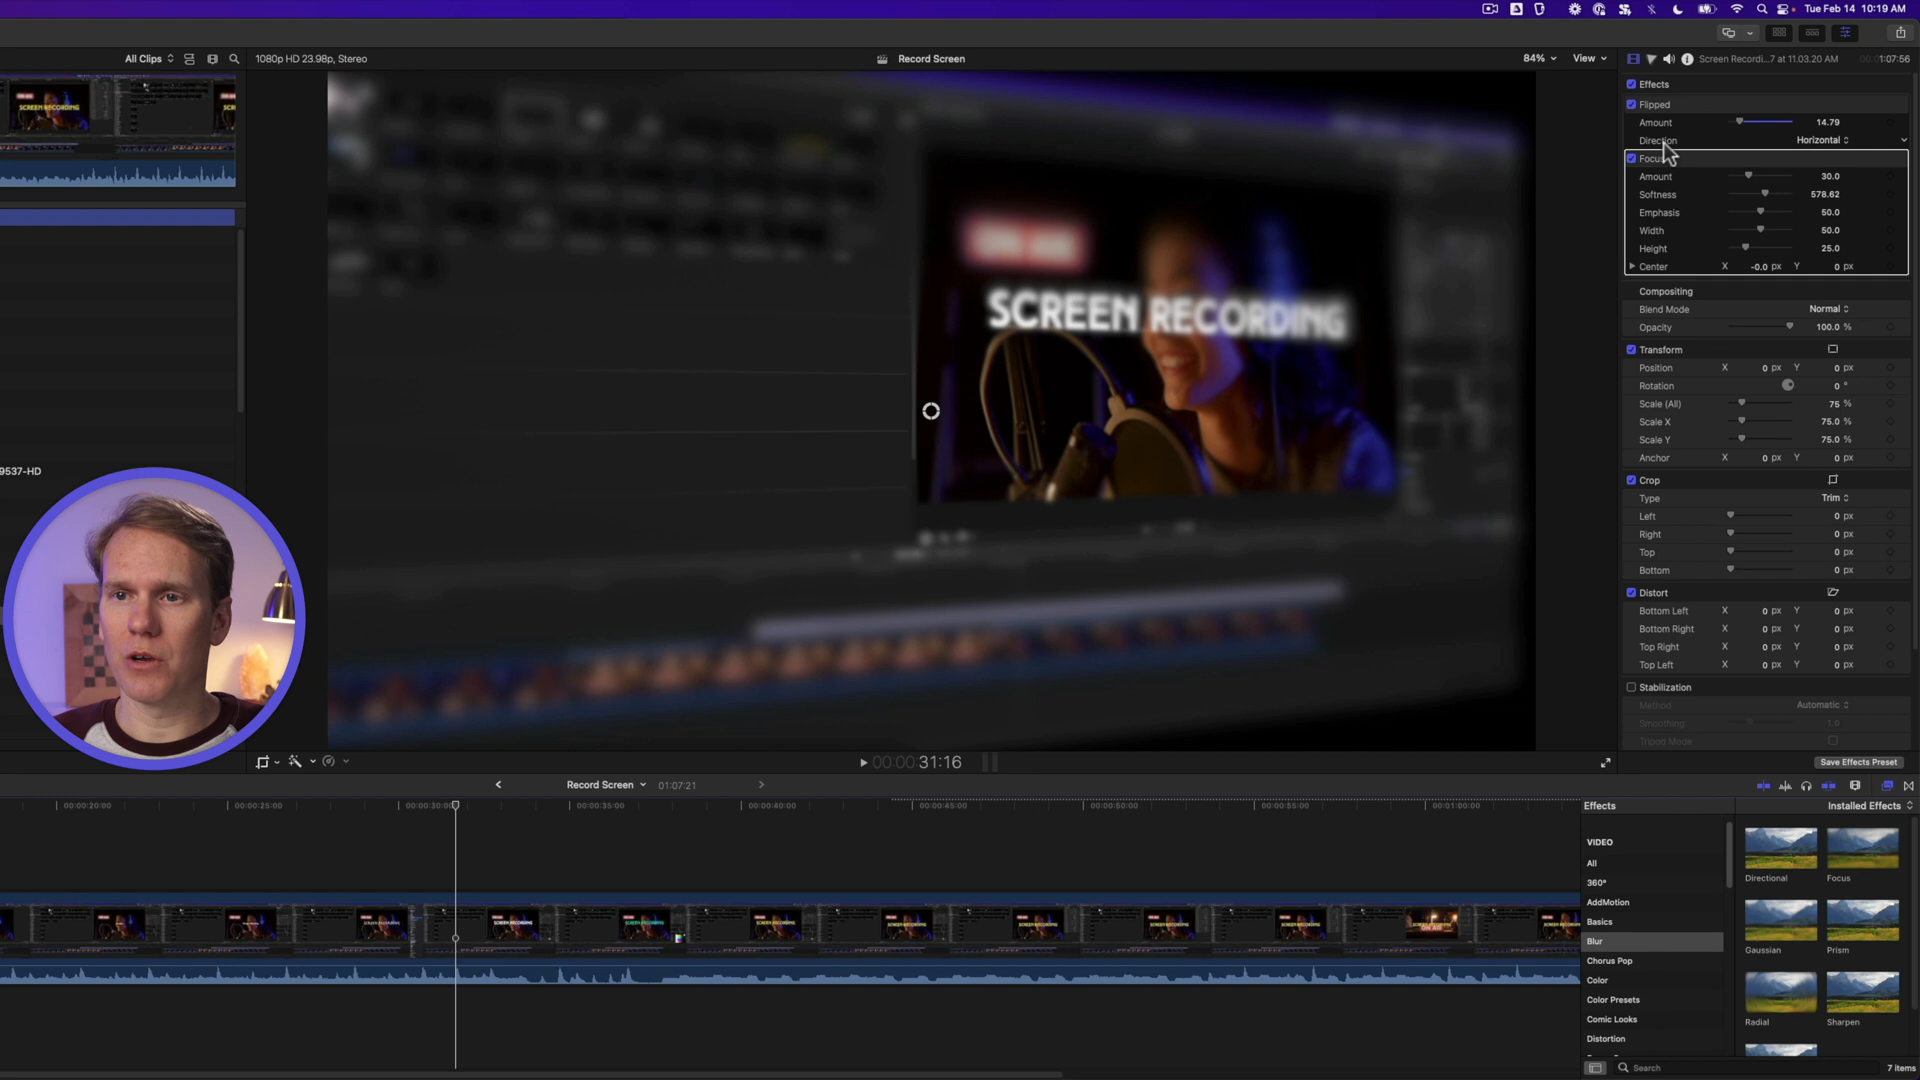 Tue Feb 14 10:19 AM
All Clips
1080p HD 23.98p, Stereo
Record Screen
84%
View
Screen Recordi...7 at 11.03.20 AM
1:07:56
Effects
Flipped
Amount 14.79
Direction Horizontal
Focus
Amount 30.0
Softness 578.62
Emphasis 50.0
Width 50.0
Height 25.0
Center X -0.0 px Y 0 px
Compositing
Blend Mode Normal
Opacity 100.0 %
Transform
Position X 0 px Y 0 px
Rotation 0 °
Scale (All) 75 %
Scale X 75.0 %
Scale Y 75.0 %
Anchor X 0 px Y 0 px
Crop
Type Trim
Left 0 px
Right 0 px
Top 0 px
Bottom 0 px
Distort
Bottom Left X 0 px Y 0 px
Bottom Right X 0 px Y 0 px
Top Right X 0 px Y 0 px
Top Left X 0 px Y 0 px
Stabilization
Method Automatic
Smoothing 1.0
Tripod Mode
Save Effects Preset
SCREEN RECORDING
ON AIR
SCREEN RECORDING
9537-HD
00:00:31:16
Record Screen
01:07:21
00:00:20:00
00:00:25:00
00:00:30:00
00:00:35:00
00:00:40:00
00:00:45:00
00:00:50:00
00:00:55:00
00:01:00:00
Effects
Installed Effects
VIDEO
All
360°
AddMotion
Basics
Blur
Chorus Pop
Color
Color Presets
Comic Looks
Distortion
Directional
Focus
Gaussian
Prism
Radial
Sharpen
Search
7 items